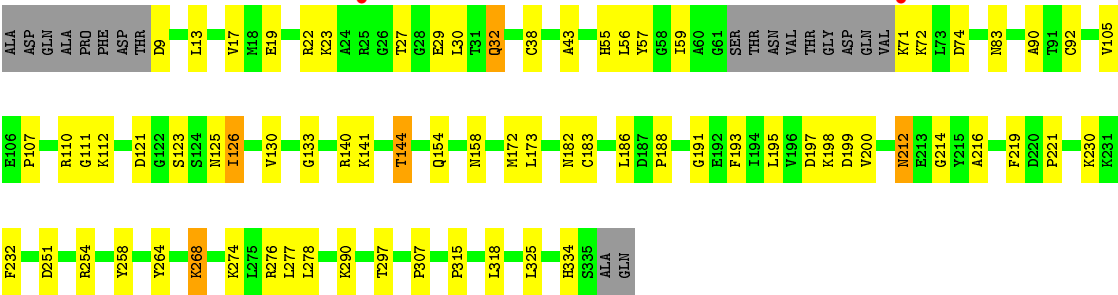 ALA ASP GLN ALA PRO PHE ASP THR D9 L13 V17 M18 E19 R22 K23 A24 R25 G26 T27 G28 E29 L30 T31 Q32 C38 A43 H55 L56 Y57 G58 I59 A60 G61 SER THR ASN VAL THR GLY ASP GLN VAL K71 K72 L73 D74 N83 A90 T91 C92 V105
E106 P107 R110 G111 K112 D121 G122 S123 S124 N125 I126 V130 G133 R140 K141 T144 Q154 N158 M172 L173 N182 C183 L186 D187 P188 G191 E192 F193 I194 L195 V196 D197 K198 D199 V200 N212 E213 G214 Y215 A216 F219 D220 P221 K230 K231
F232 D251 R254 Y258 Y264 K268 K274 L275 R276 L277 L278 K290 T297 P307 P315 L318 L325 H334 S335 ALA GLN